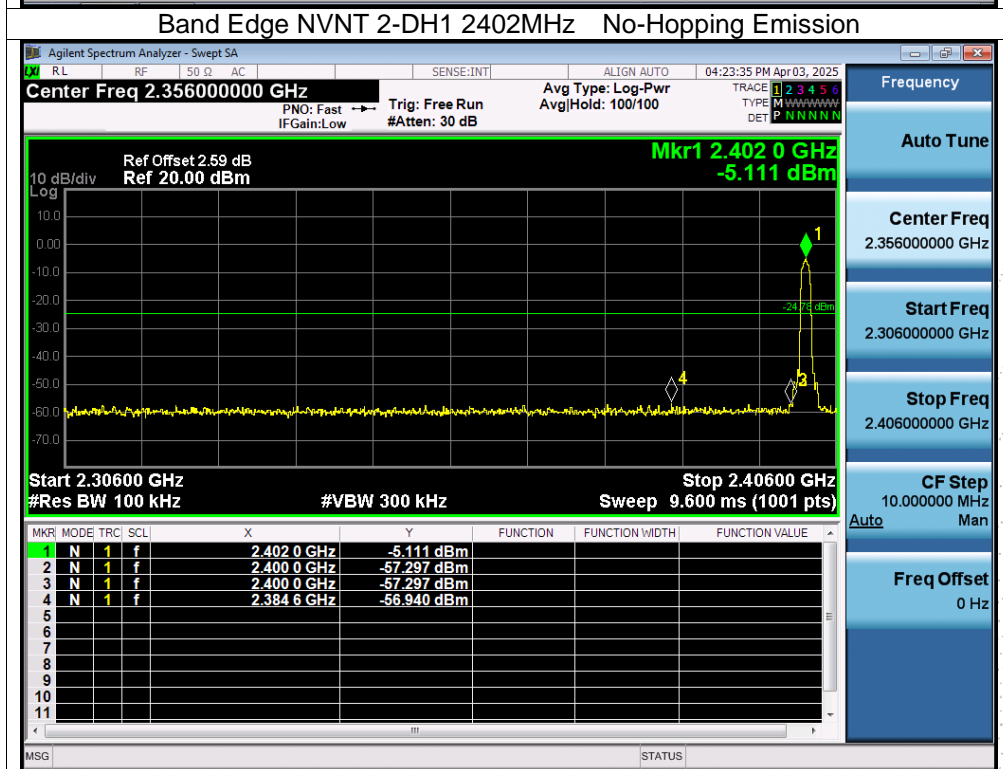 Band Edge NVNT 2-DH1 2402MHz No-Hopping Emission
Agilent Spectrum Analyzer - Swept SA
LXI RL RF 50 Ω AC SENSE:INT ALIGN AUTO 04:23:35 PM Apr 03, 2025
Center Freq 2.356000000 GHz
PNO: Fast
IFGain:Low
Trig: Free Run
#Atten: 30 dB
Avg Type: Log-Pwr
Avg|Hold: 100/100
TRACE 1 2 3 4 5 6
TYPE M WWWWW
DET P N N N N N
Frequency
Auto Tune
Center Freq
2.356000000 GHz
Start Freq
2.306000000 GHz
Stop Freq
2.406000000 GHz
CF Step
10.000000 MHz
Auto Man
Freq Offset
0 Hz
Mkr1 2.402 0 GHz
-5.111 dBm
Ref Offset 2.59 dB
10 dB/div Ref 20.00 dBm
Log
10.0
0.00
-10.0
-20.0
-30.0
-40.0
-50.0
-60.0
-70.0
1
-24.78 dBm
4
3
Start 2.30600 GHz Stop 2.40600 GHz
#Res BW 100 kHz #VBW 300 kHz Sweep 9.600 ms (1001 pts)
MKR MODE TRC SCL X Y FUNCTION FUNCTION WIDTH FUNCTION VALUE
1 N 1 f 2.402 0 GHz -5.111 dBm
2 N 1 f 2.400 0 GHz -57.297 dBm
3 N 1 f 2.400 0 GHz -57.297 dBm
4 N 1 f 2.384 6 GHz -56.940 dBm
5
6
7
8
9
10
11
MSG STATUS